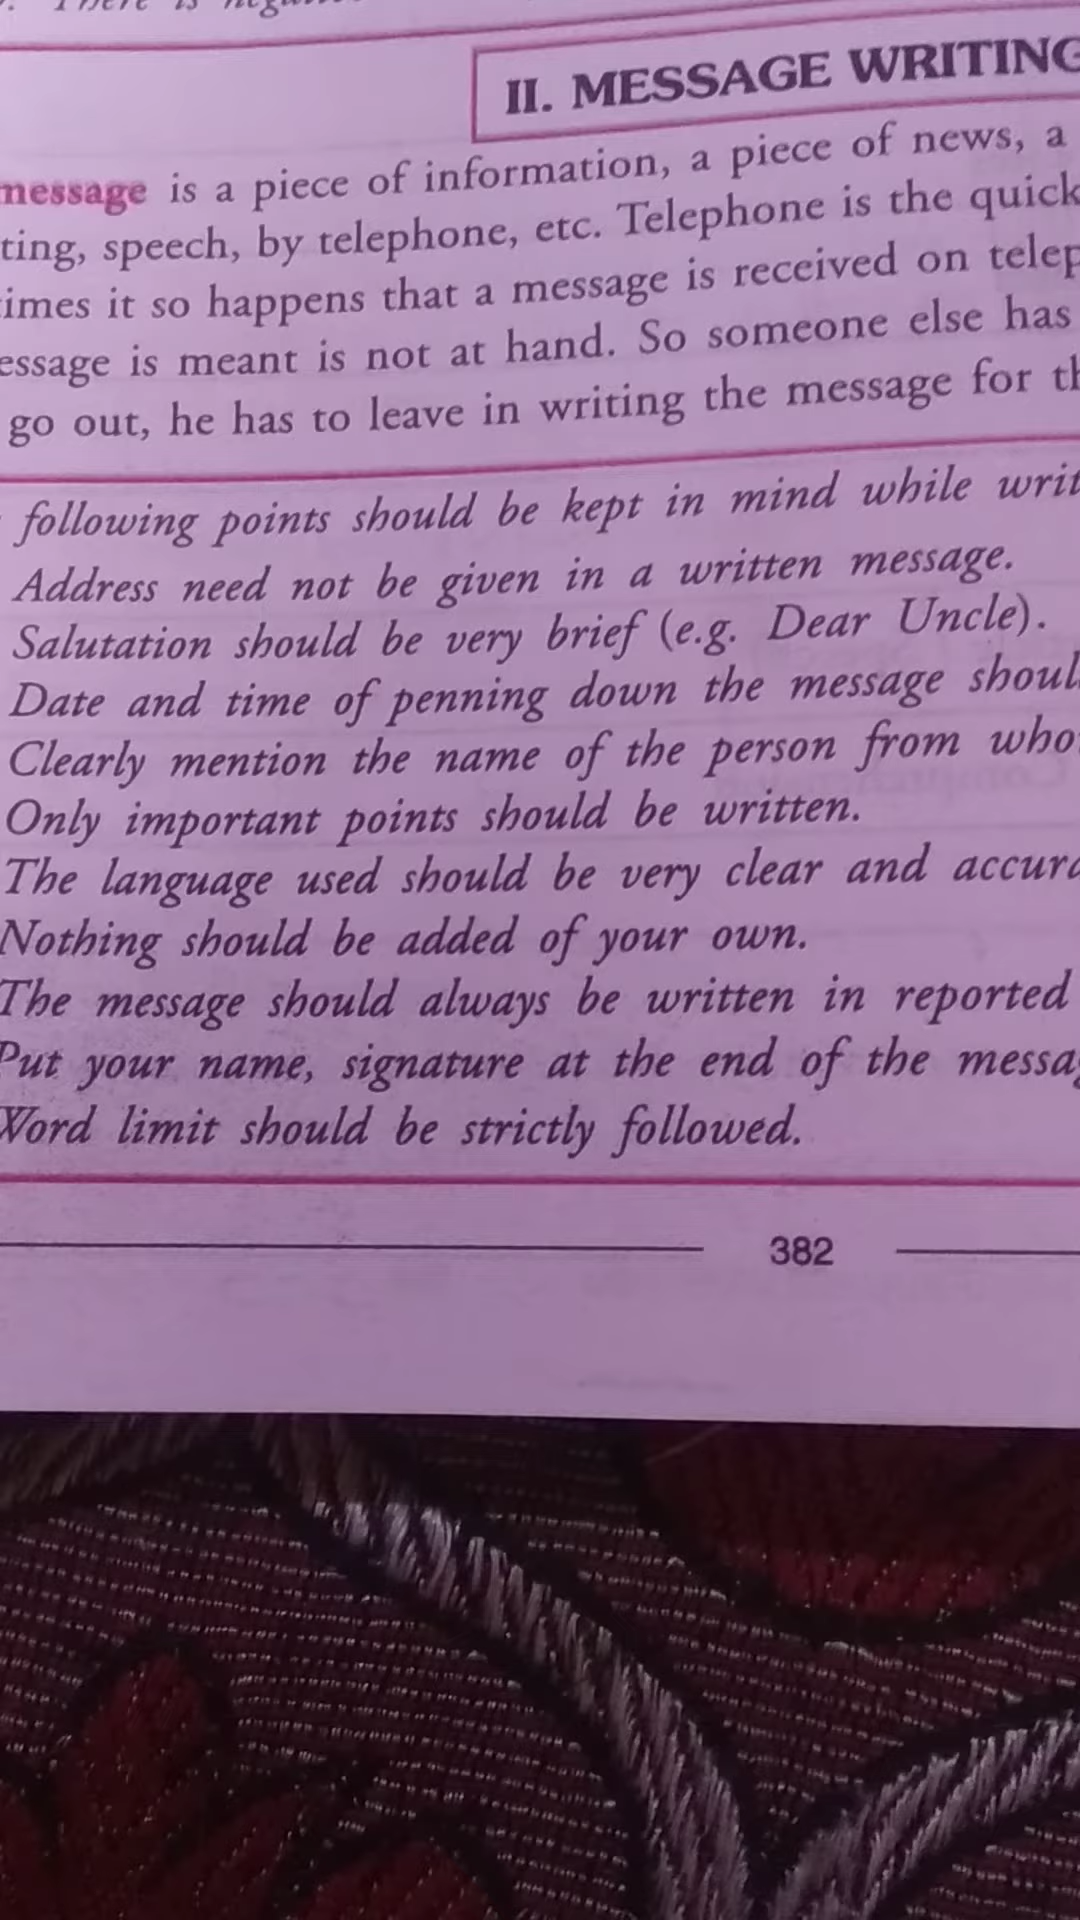 There is
II. MESSAGE WRITING
message is a piece of information, a piece of news, a
ting, speech, by telephone, etc. Telephone is the quick
times it so happens that a message is received on telep
essage is meant is not at hand. So someone else has
go out, he has to leave in writing the message for th
following points should be kept in mind while writ
Address need not be given in a written message.
Salutation should be very brief (e.g. Dear Uncle).
Date and time of penning down the message shoul
Clearly mention the name of the person from who
Only important points should be written.
The language used should be very clear and accura
Nothing should be added of your own.
The message should always be written in reported
Put your name, signature at the end of the messag
Word limit should be strictly followed.
382